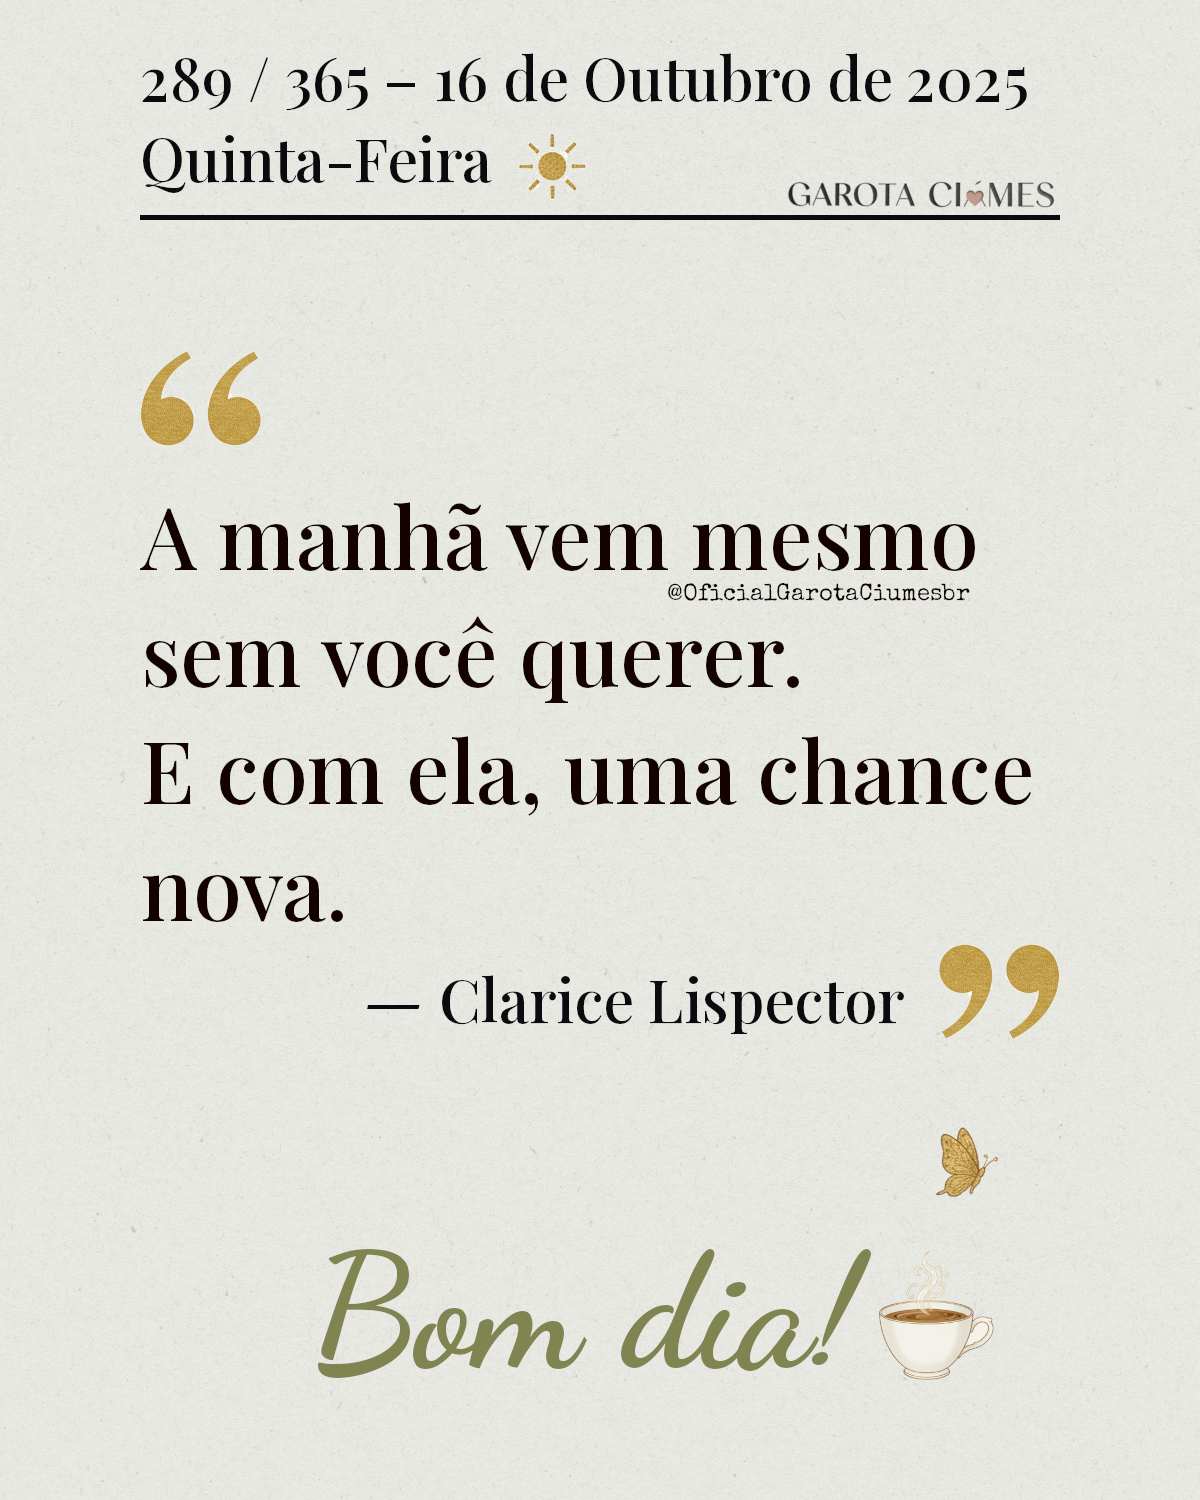 289 / 365 – 16 de Outubro de 2025
Quinta-Feira
GAROTA CIÚMES
“
A manhã vem mesmo
@OficialGarotaCiumesbr
sem você querer.
E com ela, uma chance
nova.
— Clarice Lispector ”
Bom dia!